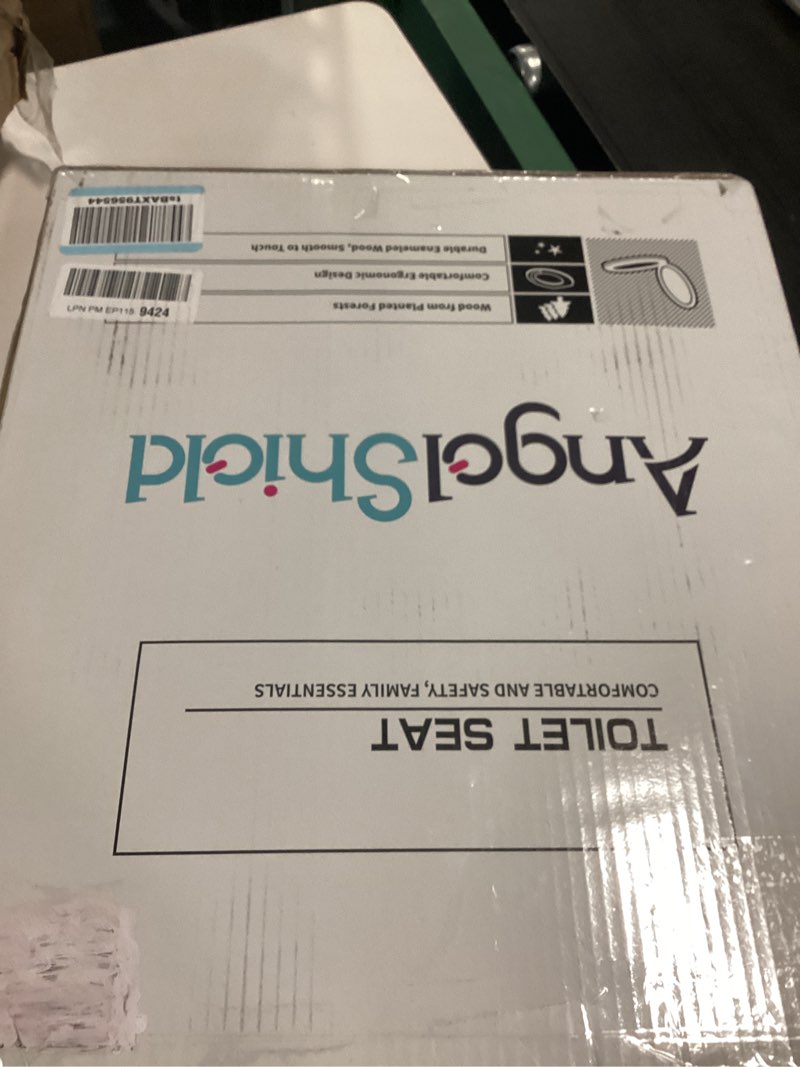 TOILET SEAT
COMFORTABLE AND SAFETY, FAMILY ESSENTIALS
AngelShield
Wood from Planted Forests
Comfortable Ergonomic Design
Durable Enameled Wood, Smooth to Touch
LPN PM EP115 9424
tsBAXT956544